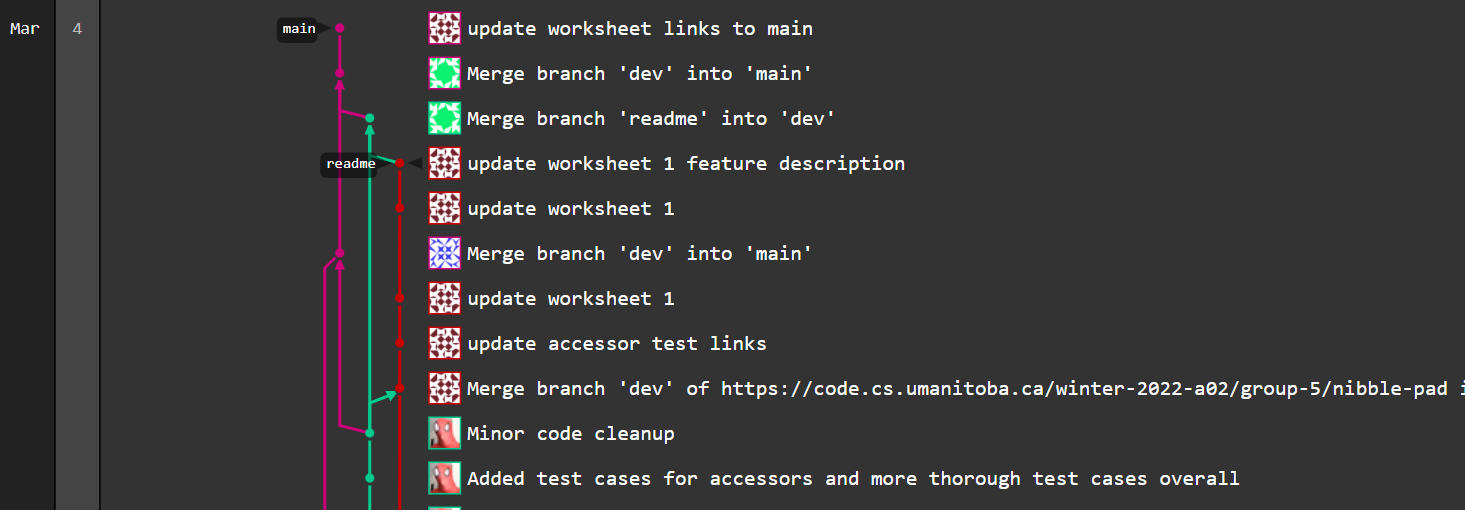 Mar 4 main update worksheet links to main
Merge branch 'dev' into 'main'
Merge branch 'readme' into 'dev'
readme update worksheet 1 feature description
update worksheet 1
Merge branch 'dev' into 'main'
update worksheet 1
update accessor test links
Merge branch 'dev' of https://code.cs.umanitoba.ca/winter-2022-a02/group-5/nibble-pad i
Minor code cleanup
Added test cases for accessors and more thorough test cases overall